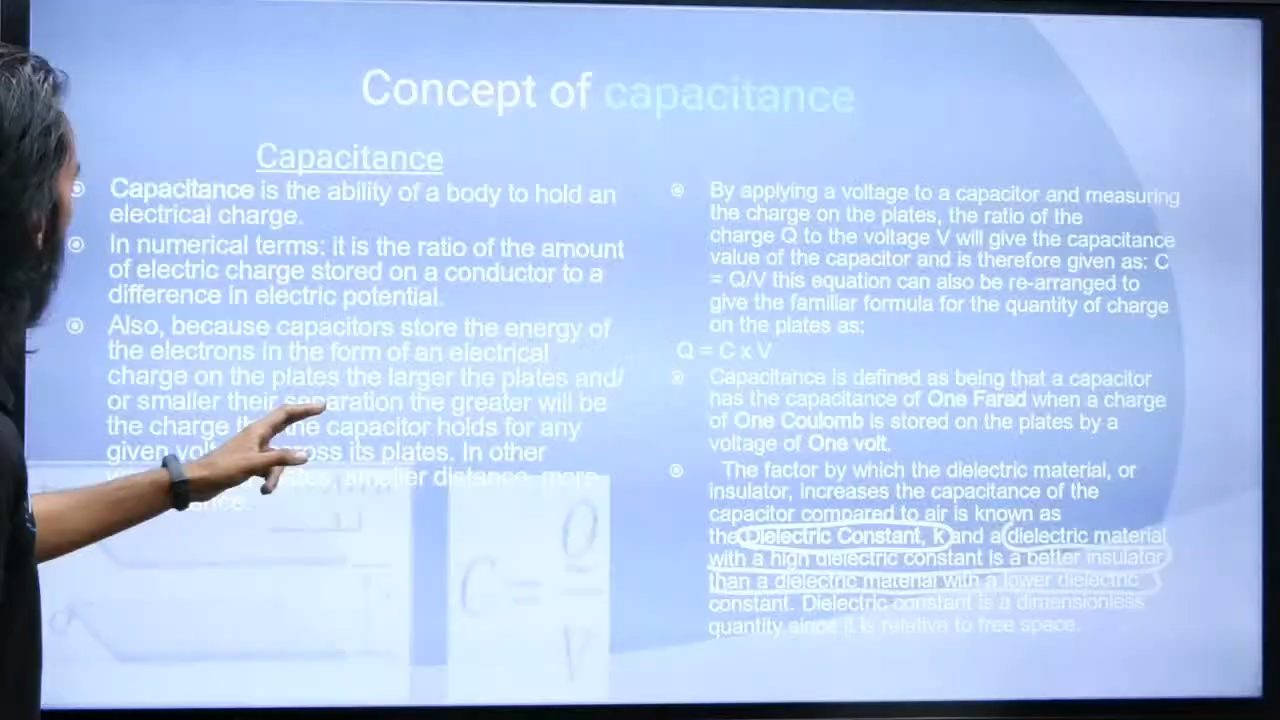 Concept of capacitance
Capacitance
Capacitance is the ability of a body to hold an
electrical charge.
In numerical terms: it is the ratio of the amount
of electric charge stored on a conductor to a
difference in electric potential.
Also, because capacitors store the energy of
the electrons in the form of an electrical
charge on the plates the larger the plates and/
or smaller their separation the greater will be
the charge the capacitor holds for any
given across its plates. In other
smaller distance, more
C = Q
V
By applying a voltage to a capacitor and measuring
the charge on the plates, the ratio of the
charge Q to the voltage V will give the capacitance
value of the capacitor and is therefore given as: C
= Q/V this equation can also be re-arranged to
give the familiar formula for the quantity of charge
on the plates as:
Q = C x V
Capacitance is defined as being that a capacitor
has the capacitance of One Farad when a charge
of One Coulomb is stored on the plates by a
voltage of One volt.
The factor by which the dielectric material, or
insulator, increases the capacitance of the
capacitor compared to air is known as
the Dielectric Constant, k and a dielectric material
with a high dielectric constant is a better insulator
than a dielectric material with a lower dielectric
constant. Dielectric constant is a dimensionless
quantity since it is relative to free space.